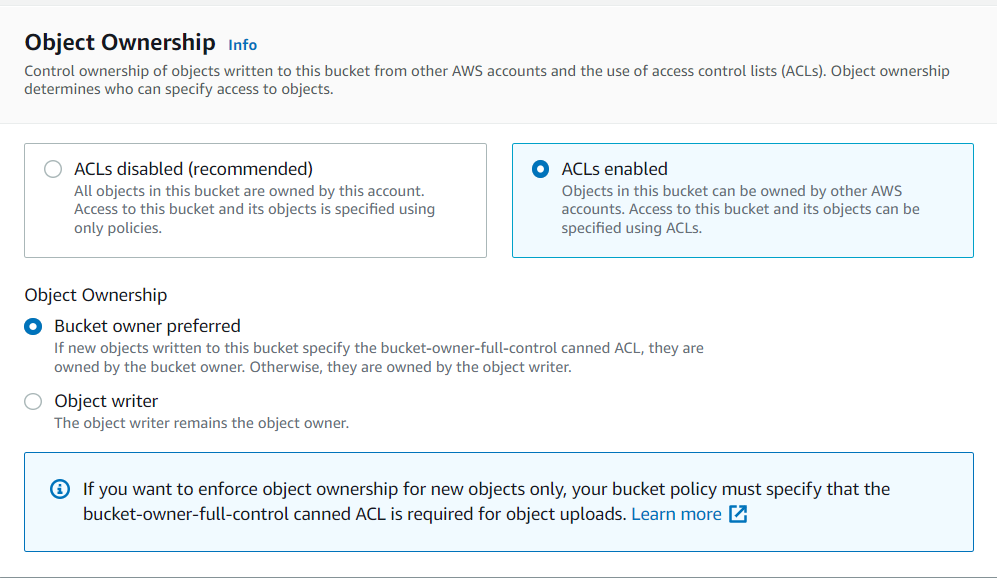 Object Ownership Info
Control ownership of objects written to this bucket from other AWS accounts and the use of access control lists (ACLs). Object ownership
determines who can specify access to objects.
ACLs disabled (recommended)
All objects in this bucket are owned by this account.
Access to this bucket and its objects is specified using
only policies.
ACLs enabled
Objects in this bucket can be owned by other AWS
accounts. Access to this bucket and its objects can be
specified using ACLs.
Object Ownership
Bucket owner preferred
If new objects written to this bucket specify the bucket-owner-full-control canned ACL, they are
owned by the bucket owner. Otherwise, they are owned by the object writer.
Object writer
The object writer remains the object owner.
If you want to enforce object ownership for new objects only, your bucket policy must specify that the
bucket-owner-full-control canned ACL is required for object uploads. Learn more